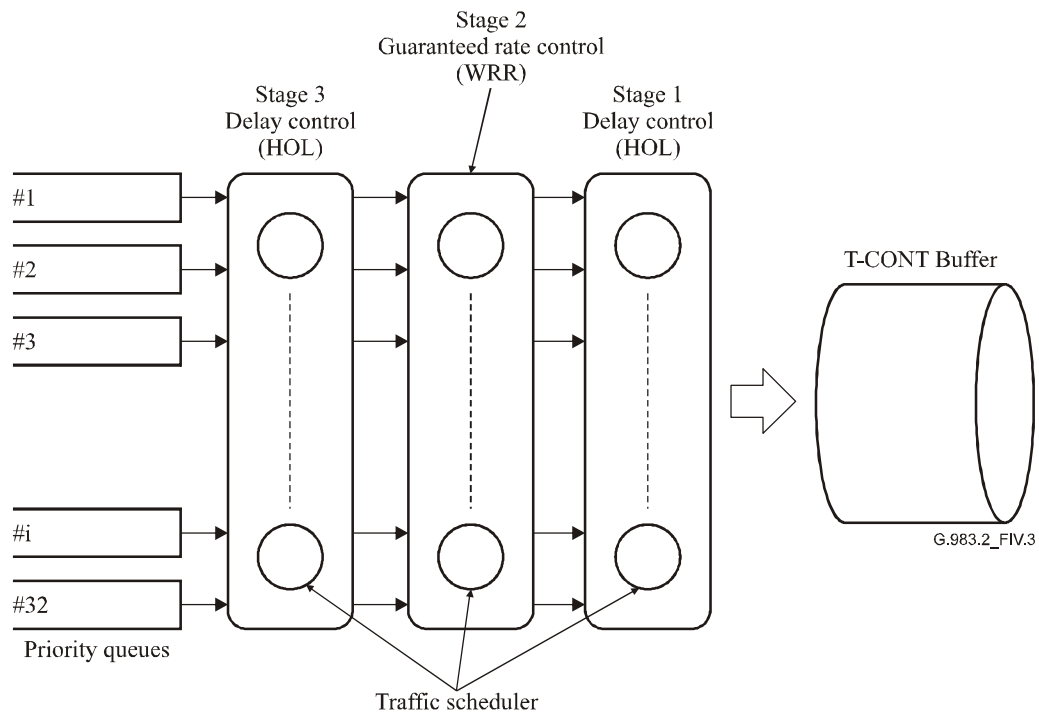 Stage 2
Guaranteed rate control
(WRR)
Stage 3
Delay control
(HOL)
Stage 1
Delay control
(HOL)
#1
#2
#3
#i
#32
Priority queues
T-CONT Buffer
G.983.2_FIV.3
Traffic scheduler